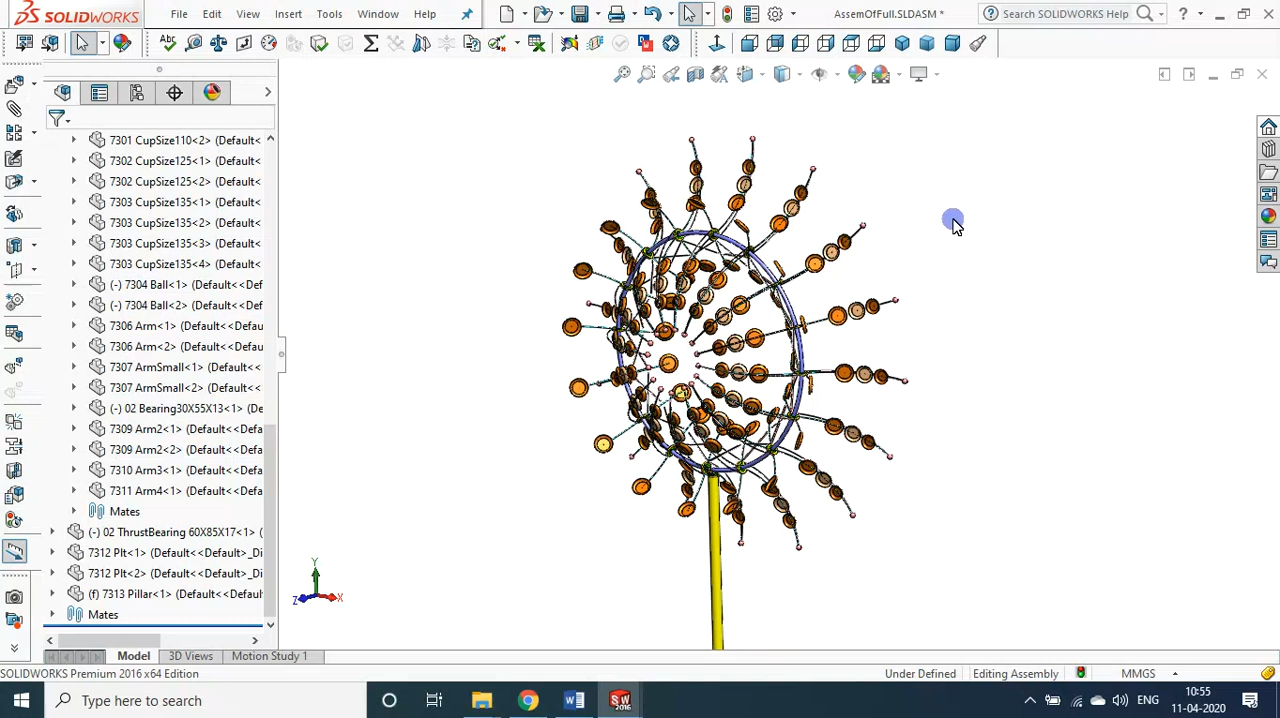 SOLIDWORKS File Edit View Insert Tools Window Help AssemOfFull.SLDASM * Search SOLIDWORKS Help
7301 CupSize110<2> (Default<
7302 CupSize125<1> (Default<
7302 CupSize125<2> (Default<
7303 CupSize135<1> (Default<
7303 CupSize135<2> (Default<
7303 CupSize135<3> (Default<
7303 CupSize135<4> (Default<
(-) 7304 Ball<1> (Default<<Def
(-) 7304 Ball<2> (Default<<Def
7306 Arm<1> (Default<<Defau
7306 Arm<2> (Default<<Defau
7307 ArmSmall<1> (Default<
7307 ArmSmall<2> (Default<
(-) 02 Bearing30X55X13<1> (
7309 Arm2<1> (Default<<Def
7309 Arm2<2> (Default<<Def
7310 Arm3<1> (Default<<Def
7311 Arm4<1> (Default<<Def
Mates
(-) 02 ThrustBearing 60X85X17<1> (
7312 Plt<1> (Default<<Default>_Di
7312 Plt<2> (Default<<Default>_Di
(f) 7313 Pillar<1> (Default<<Default
Mates
Y
Z X
Model 3D Views Motion Study 1
SOLIDWORKS Premium 2016 x64 Edition Under Defined Editing Assembly MMGS
Type here to search ENG 10:55
11-04-2020